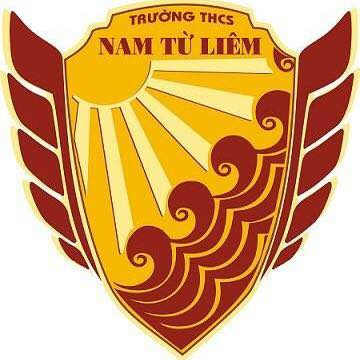 TRƯỜNG THCS
NAM TỪ LIÊM